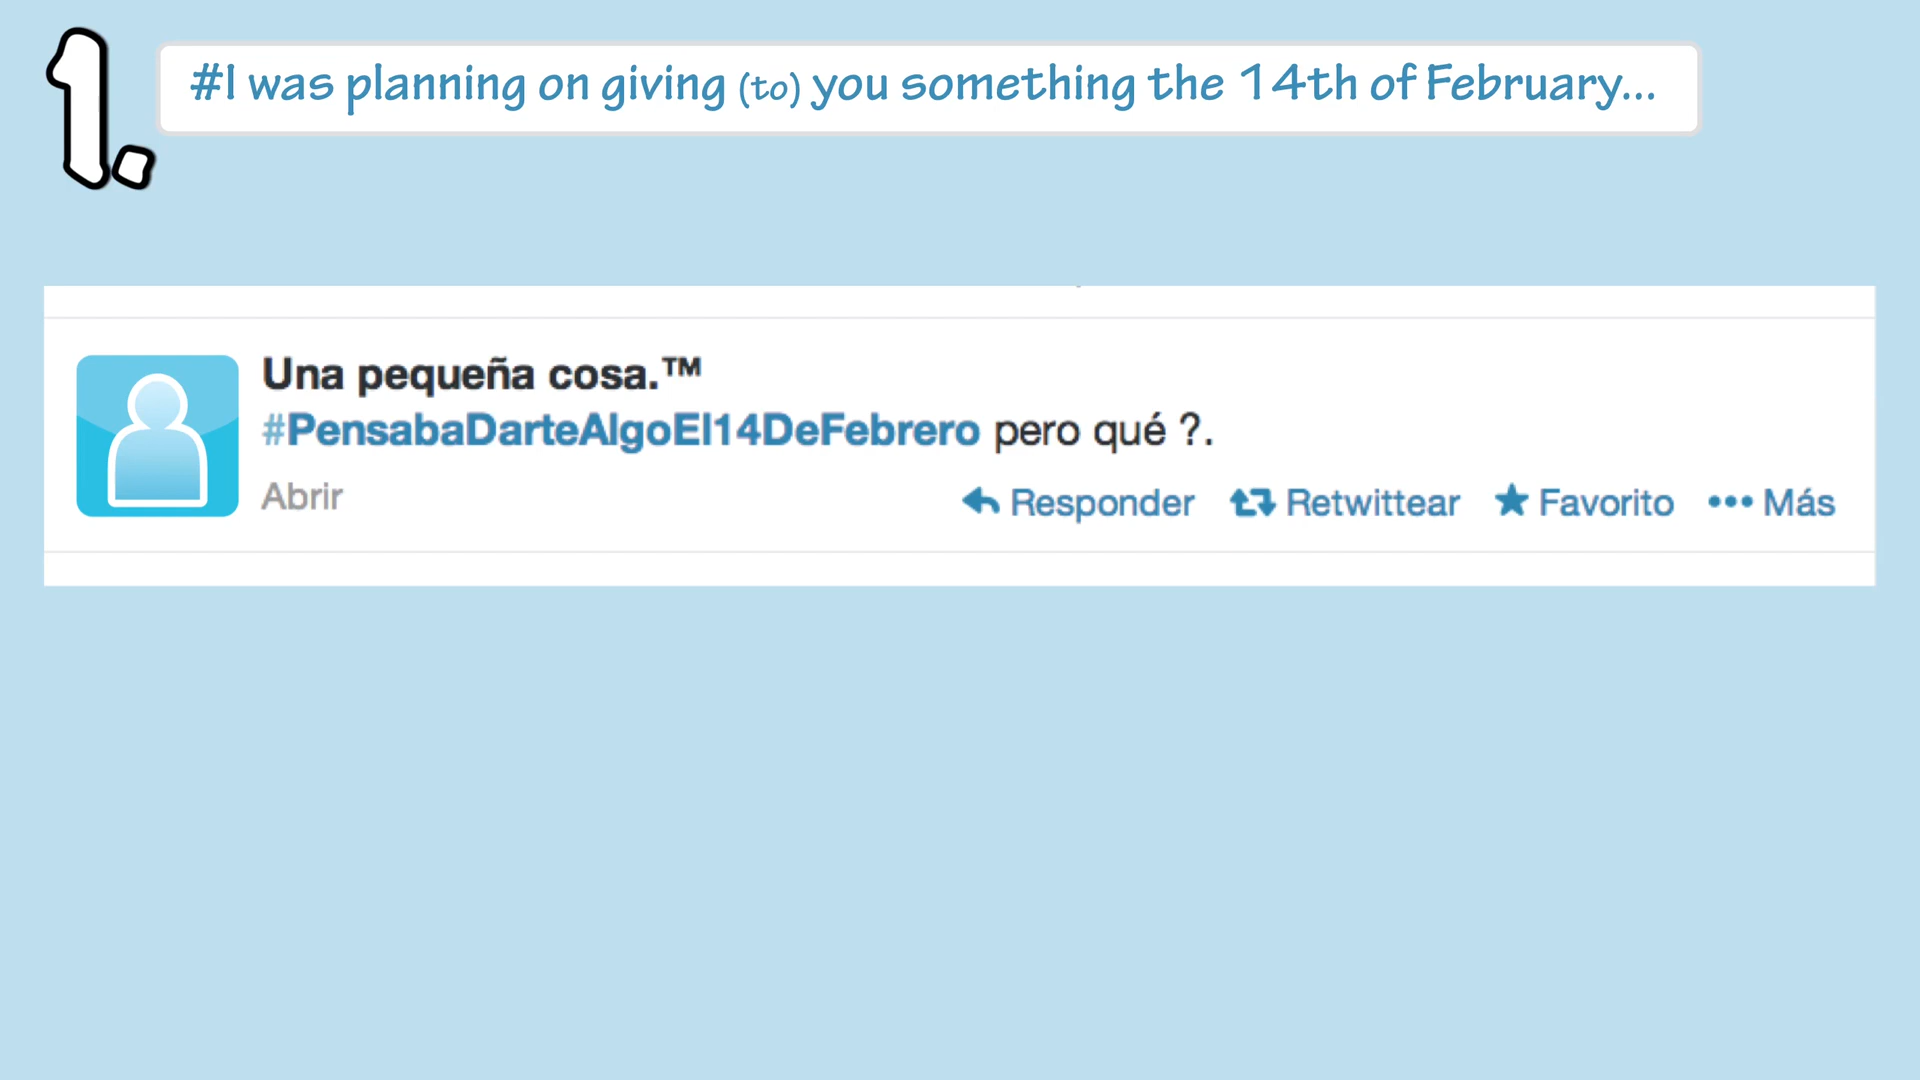 1.
#I was planning on giving (to) you something the 14th of February...
Una pequeña cosa.™
#PensabaDarteAlgoEl14DeFebrero pero qué ?.
Abrir
Responder Retwittear Favorito ••• Más